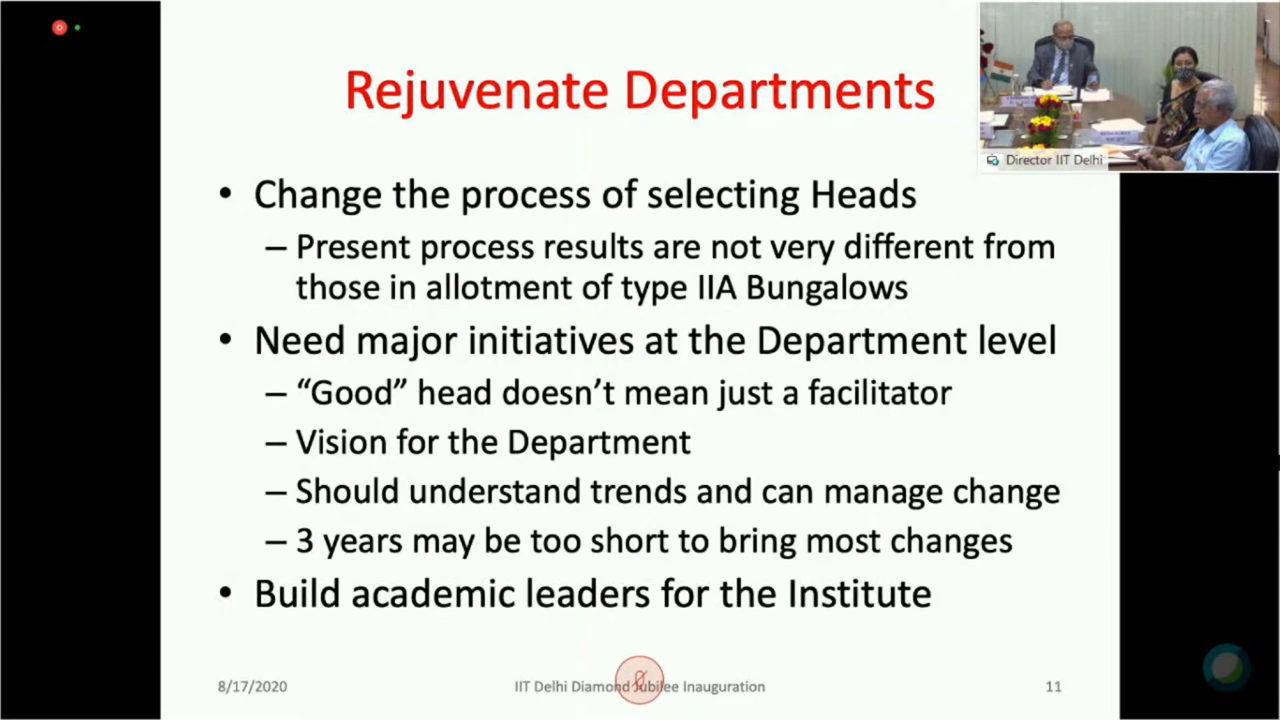 Rejuvenate Departments
Director IIT Delhi
• Change the process of selecting Heads
– Present process results are not very different from
those in allotment of type IIA Bungalows
• Need major initiatives at the Department level
– “Good” head doesn’t mean just a facilitator
– Vision for the Department
– Should understand trends and can manage change
– 3 years may be too short to bring most changes
• Build academic leaders for the Institute
8/17/2020
IIT Delhi Diamond Jubilee Inauguration
11